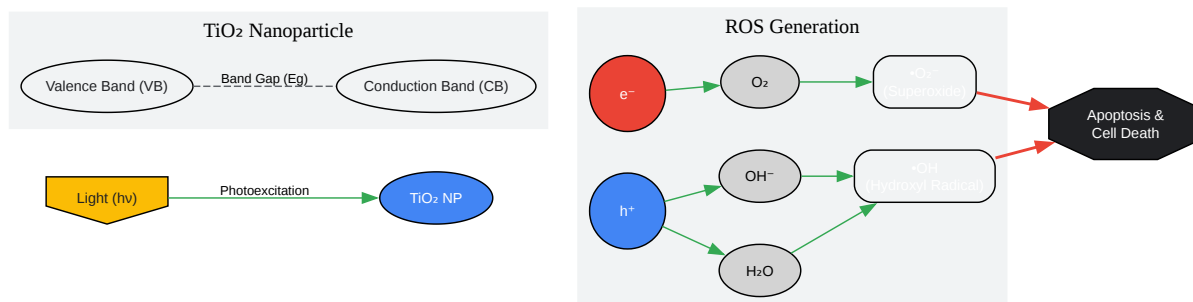 TiO₂ Nanoparticle
Valence Band (VB)
Band Gap (Eg)
Conduction Band (CB)
Light (hν)
Photoexcitation
TiO₂ NP
ROS Generation
e⁻
O₂
•O₂⁻
(Superoxide)
h⁺
OH⁻
•OH
(Hydroxyl Radical)
H₂O
Apoptosis &
Cell Death